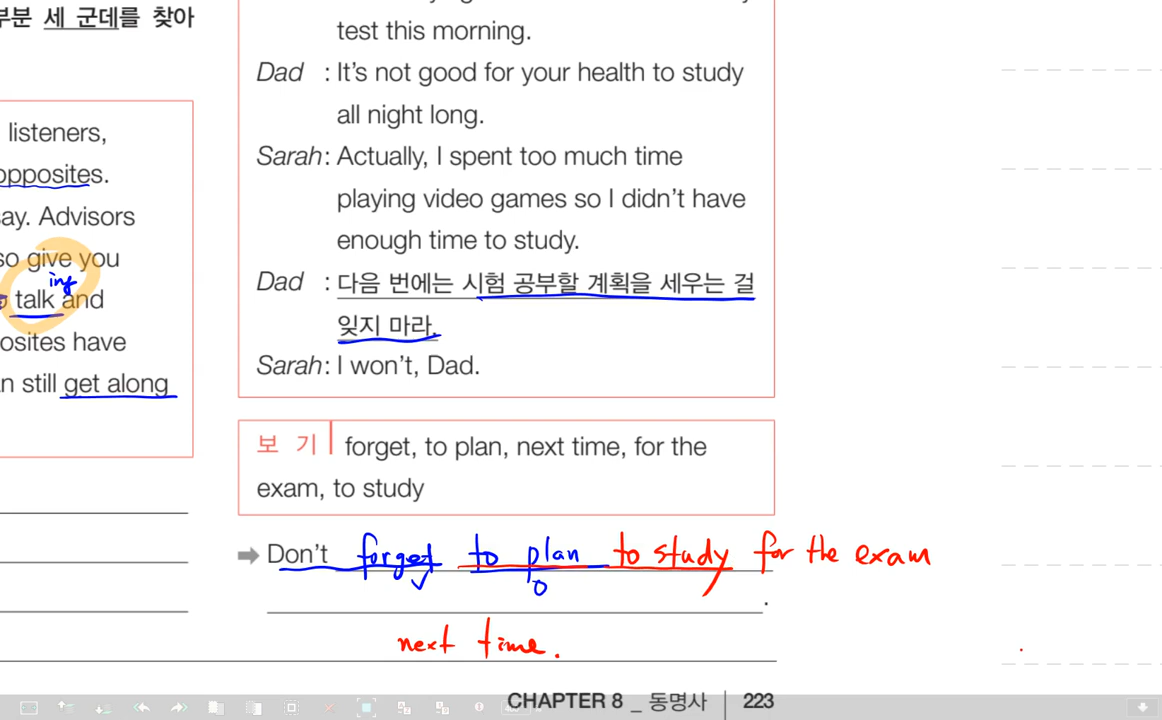 부분 세 군데를 찾아
listeners,
opposites.
say. Advisors
so give you
ing
talk and
osites have
n still get along
test this morning.
Dad : It's not good for your health to study
all night long.
Sarah: Actually, I spent too much time
playing video games so I didn't have
enough time to study.
Dad : 다음 번에는 시험 공부할 계획을 세우는 걸
잊지 마라.
Sarah: I won't, Dad.
보 기 forget, to plan, next time, for the
exam, to study
➡ Don't forget to plan to study for the exam
o
.
next time.
CHAPTER 8 _ 동명사 223